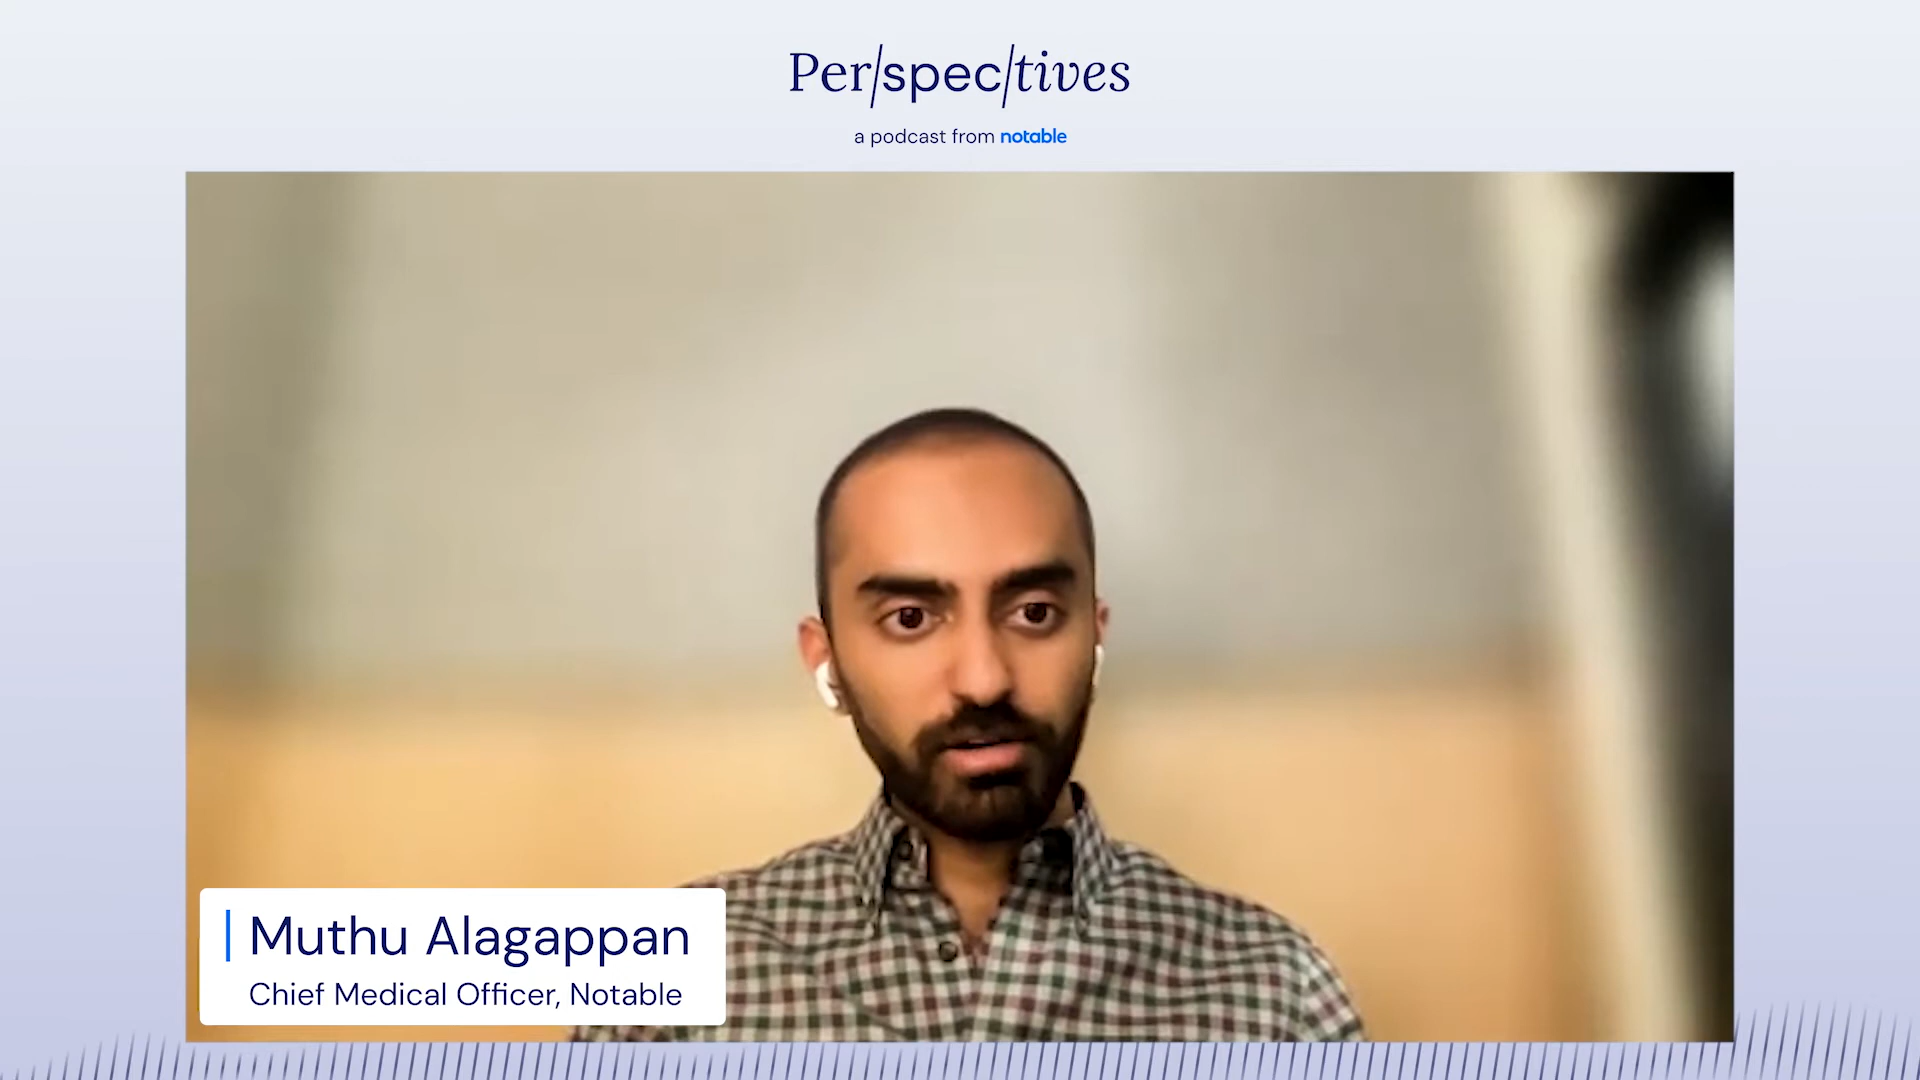 Per/spec/tives
a podcast from notable
Muthu Alagappan
Chief Medical Officer, Notable